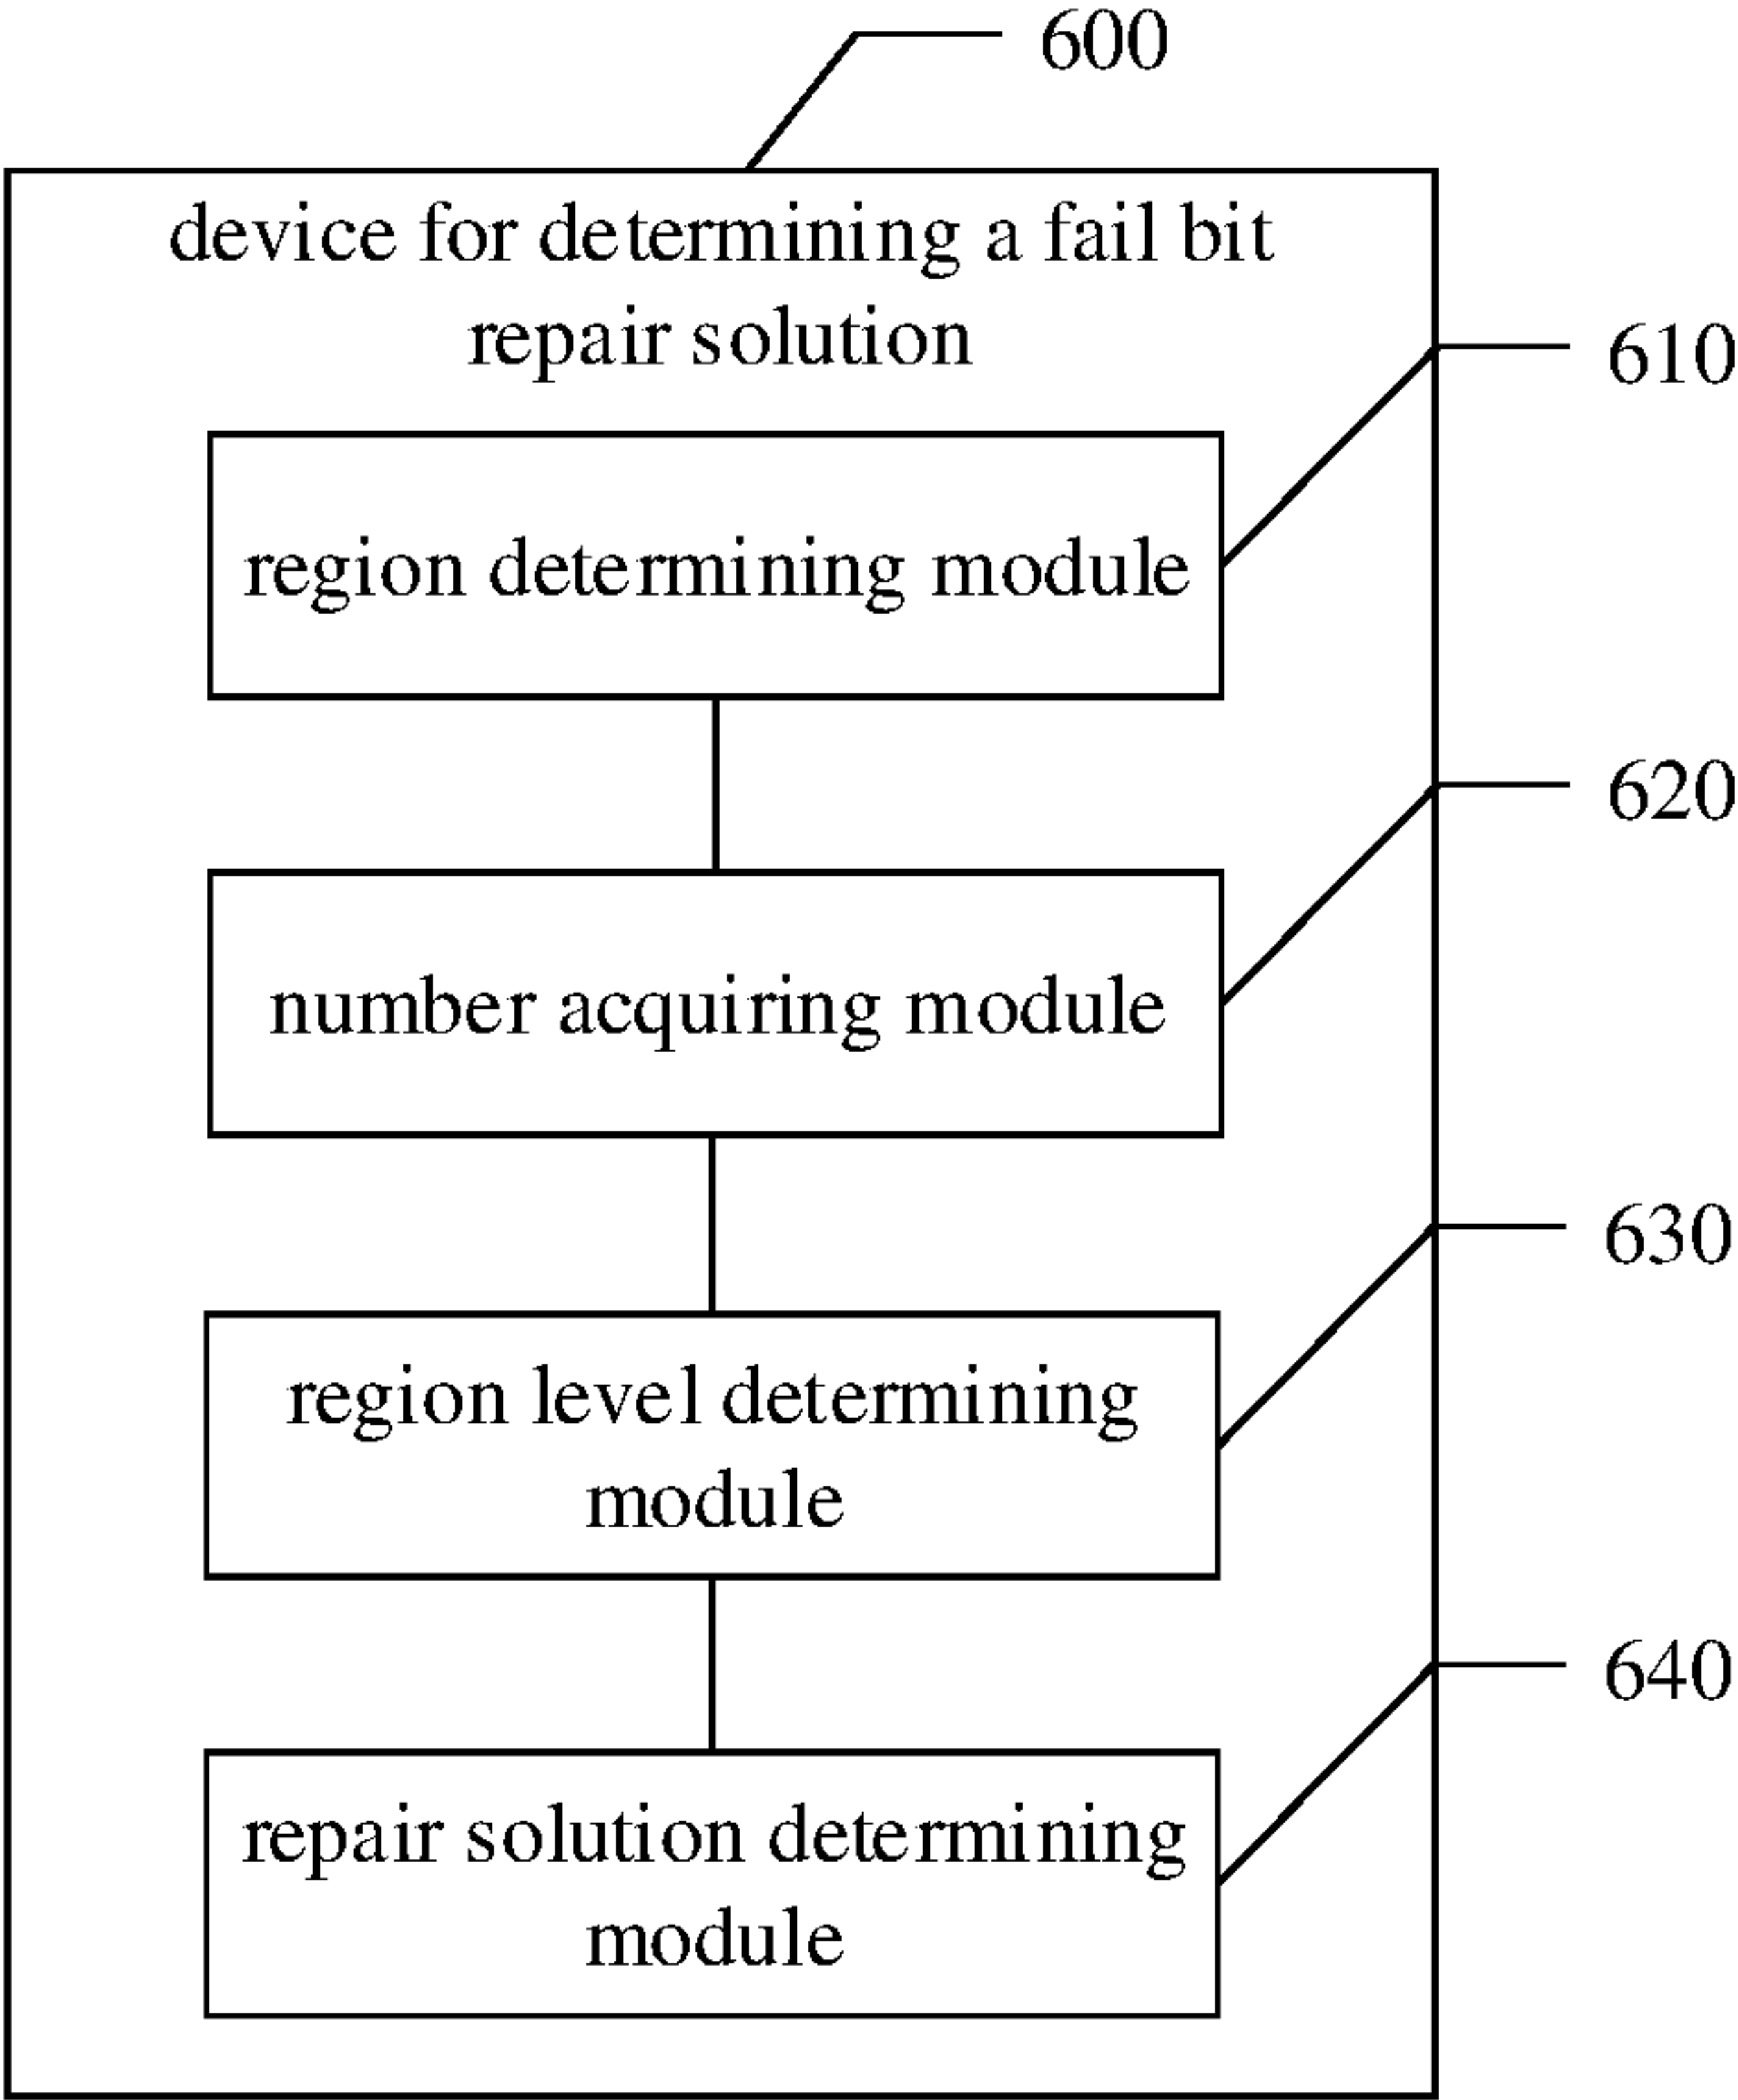 600
device for determining a fail bit
repair solution
610
region determining module
620
number acquiring module
630
region level determining
module
640
repair solution determining
module